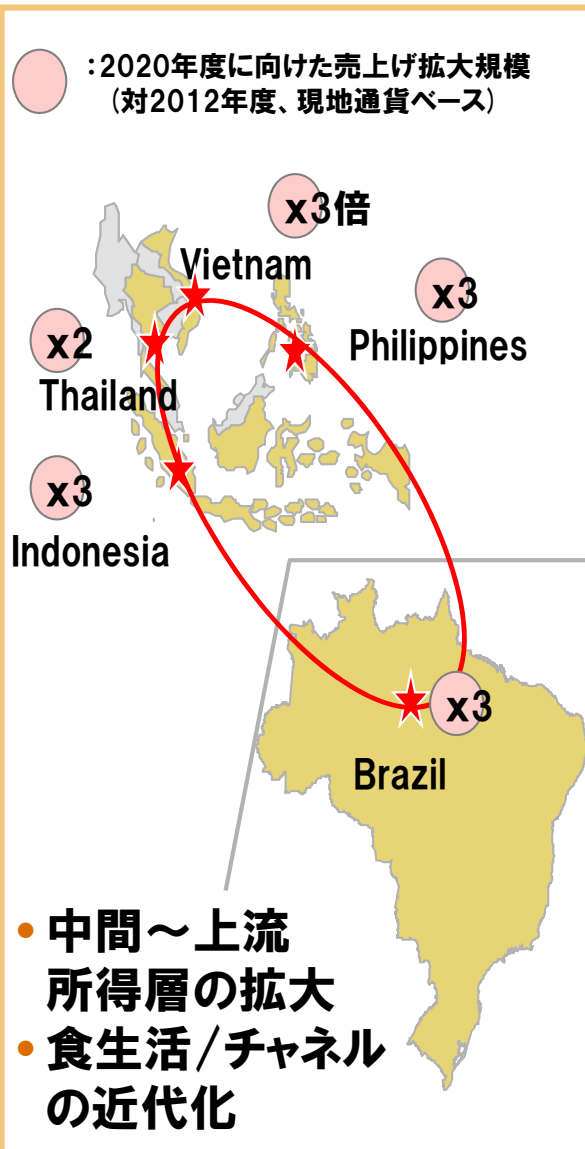 ：2020年度に向けた売上げ拡大規模
（対2012年度、現地通貨ベース）
x3倍
Vietnam
x3
Philippines
x2
Thailand
x3
Indonesia
x3
Brazil
• 中間～上流
所得層の拡大
• 食生活/チャネル
の近代化